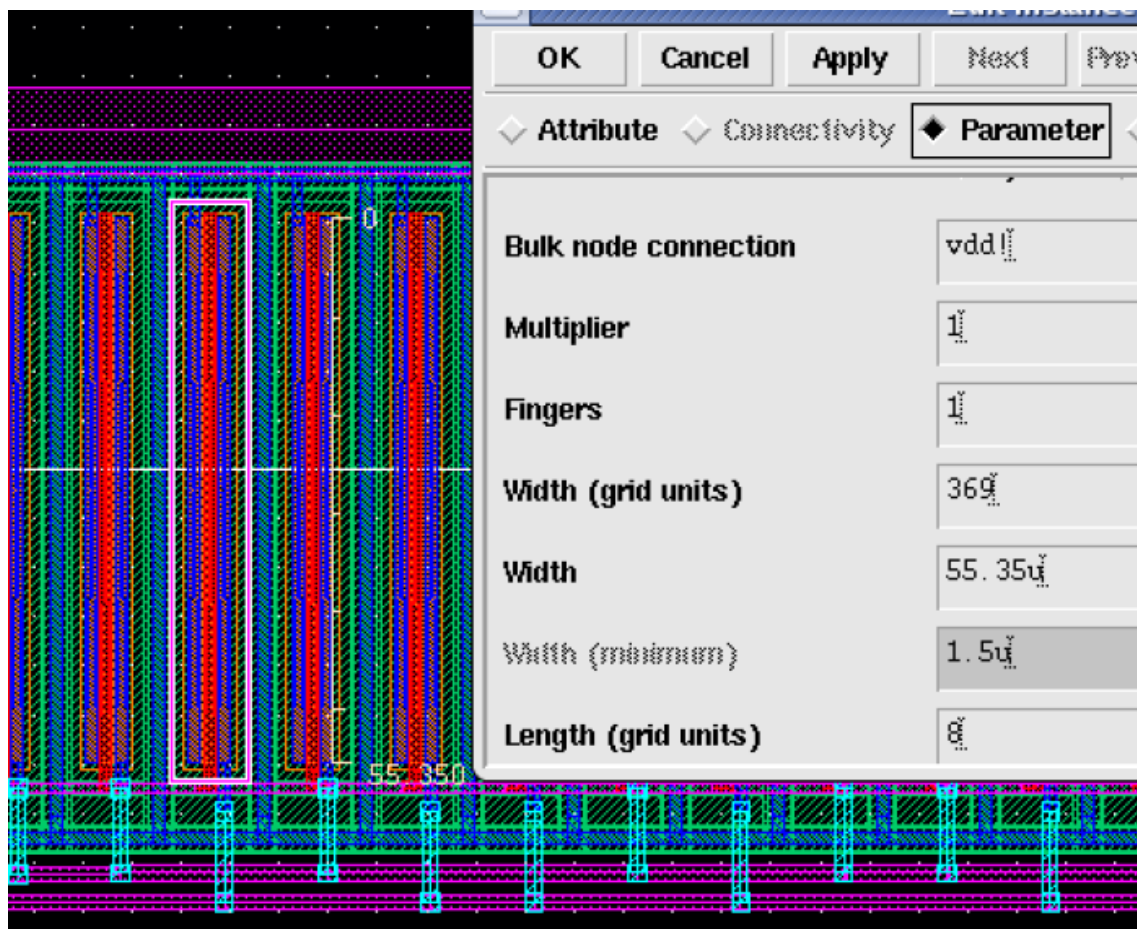 OK Cancel Apply Next
Attribute Connectivity Parameter
0
Bulk node connection vdd!
Multiplier 1
Fingers 1
Width (grid units) 369
Width 55.35u
Width (minimum) 1.5u
Length (grid units) 8
55.350